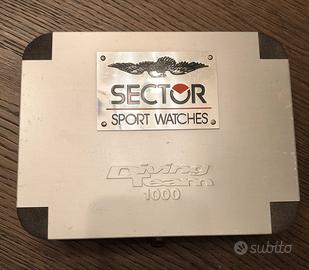 SECTOR
SPORT WATCHES
Diving
Team
1000
subito